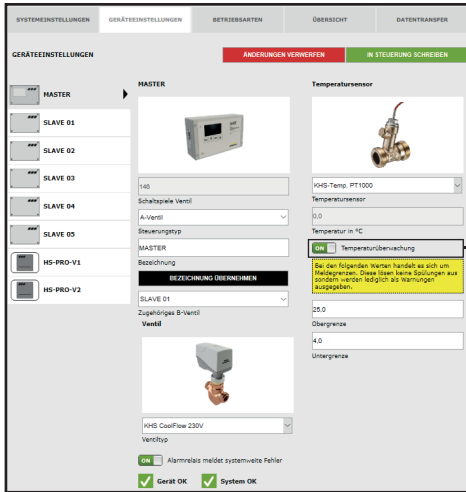 SYSTEMEINSTELLUNGEN
GERÄTEEINSTELLUNGEN
BETRIEBSARTEN
ÜBERSICHT
DATENTRANSFER
GERÄTEEINSTELLUNGEN
ÄNDERUNGEN VERWERFEN
IN STEUERUNG SCHREIBEN
MASTER
SLAVE 01
SLAVE 02
SLAVE 03
SLAVE 04
SLAVE 05
HS-PRO-V1
HS-PRO-V2
MASTER
146
Schaltspiele Ventil
A-Ventil
Steuerungstyp
MASTER
Bezeichnung
BEZEICHNUNG ÜBERNEHMEN
SLAVE 01
Zugehöriges B-Ventil
Ventil
KHS CoolFlow 230V
Ventiltyp
ON Alarmrelais meldet systemweite Fehler
Gerät OK
System OK
Temperatursensor
KHS-Temp. PT1000
Temperatursensor
0,0
Temperatur in °C
ON Temperaturüberwachung
Bei den folgenden Werten handelt es sich um
Meldegrenzen. Diese lösen keine Spülungen aus
sondern werden lediglich als Warnungen
ausgegeben.
25,0
Obergrenze
4,0
Untergrenze